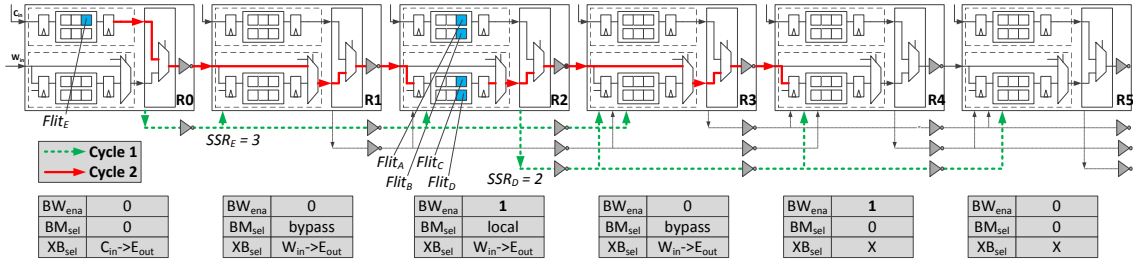 C_in
W_in
R0
R1
R2
R3
R4
R5
Flit_E
SSR_E = 3
Flit_A
Flit_B
Flit_C
Flit_D
SSR_D = 2
Cycle 1
Cycle 2
BW_ena 0
BM_sel 0
XB_sel C_in->E_out
BW_ena 0
BM_sel bypass
XB_sel W_in->E_out
BW_ena 1
BM_sel local
XB_sel W_in->E_out
BW_ena 0
BM_sel bypass
XB_sel W_in->E_out
BW_ena 1
BM_sel 0
XB_sel X
BW_ena 0
BM_sel 0
XB_sel X